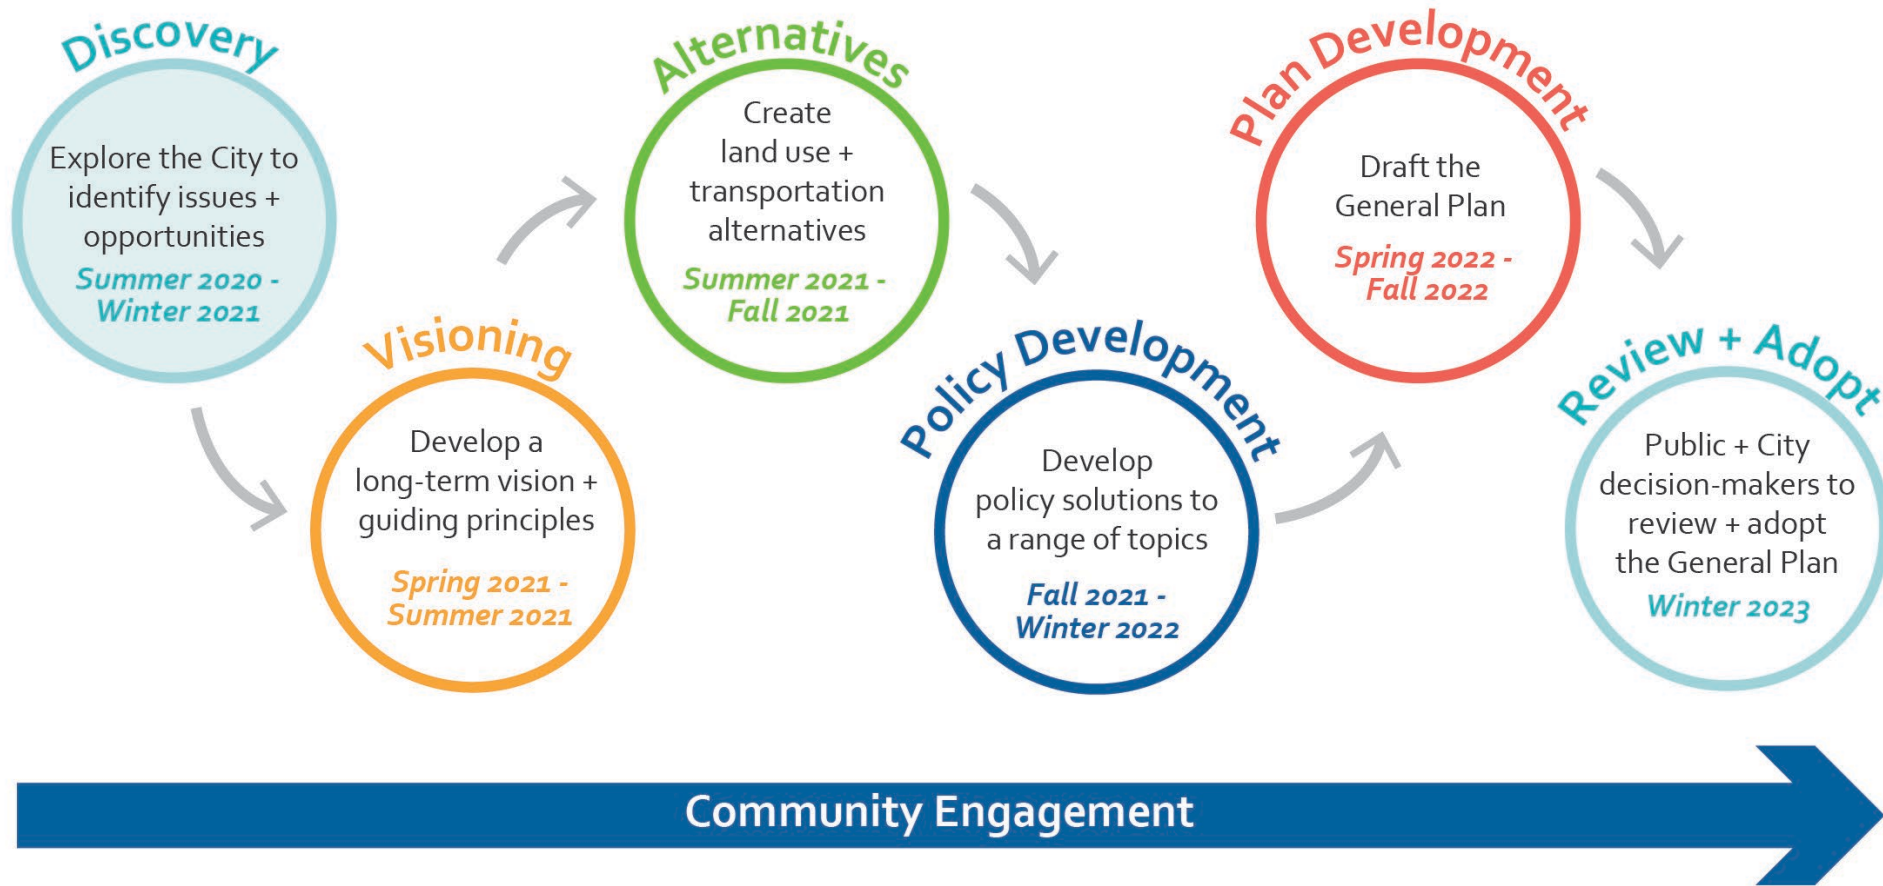 Discovery
Explore the City to
identify issues +
opportunities
Summer 2020 -
Winter 2021
Visioning
Develop a
long-term vision +
guiding principles
Spring 2021 -
Summer 2021
Alternatives
Create
land use +
transportation
alternatives
Summer 2021 -
Fall 2021
Policy Development
Develop
policy solutions to
a range of topics
Fall 2021 -
Winter 2022
Plan Development
Draft the
General Plan
Spring 2022 -
Fall 2022
Review + Adopt
Public + City
decision-makers to
review + adopt
the General Plan
Winter 2023
Community Engagement